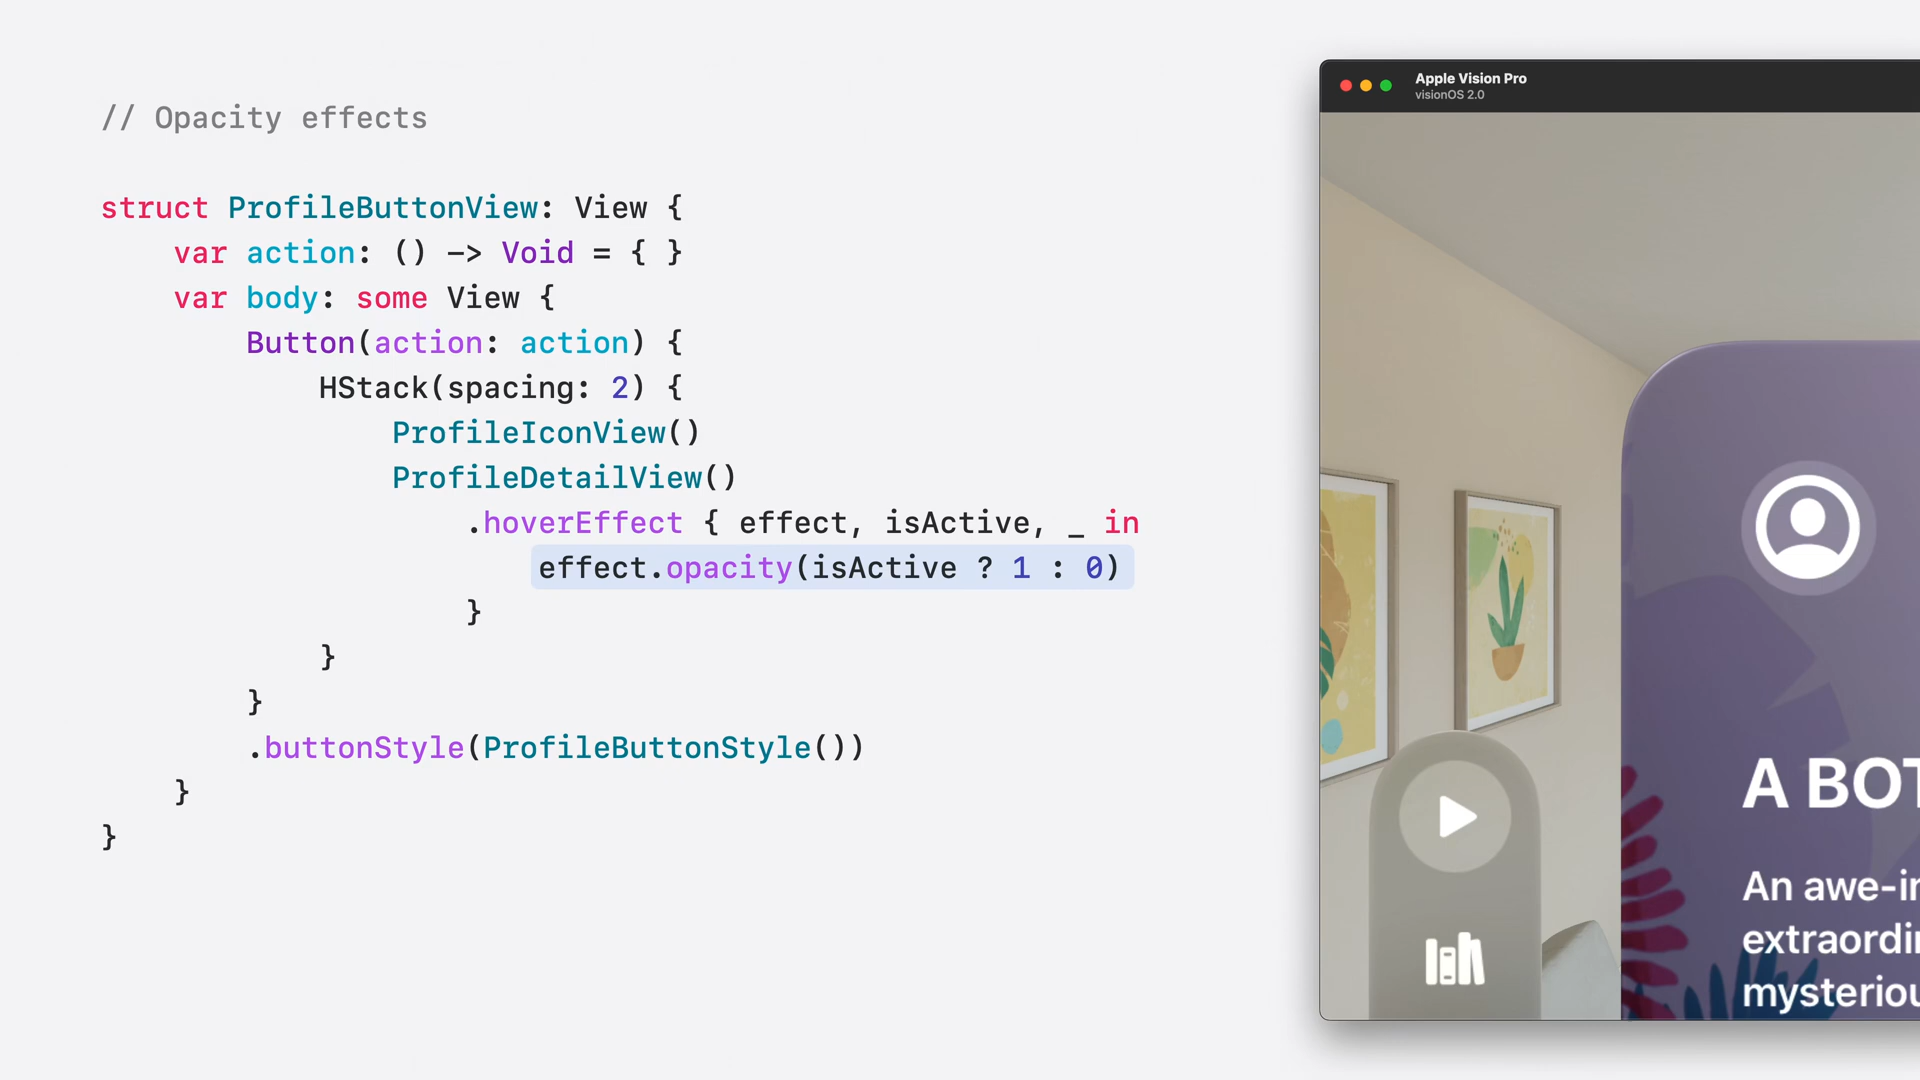 // Opacity effects
struct ProfileButtonView: View {
var action: () -> Void = { }
var body: some View {
Button(action: action) {
HStack(spacing: 2) {
ProfileIconView()
ProfileDetailView()
.hoverEffect { effect, isActive, _ in
effect.opacity(isActive ? 1 : 0)
}
}
}
.buttonStyle(ProfileButtonStyle())
}
}
Apple Vision Pro
visionOS 2.0
A BOT
An awe-in
extraordin
mysteriou